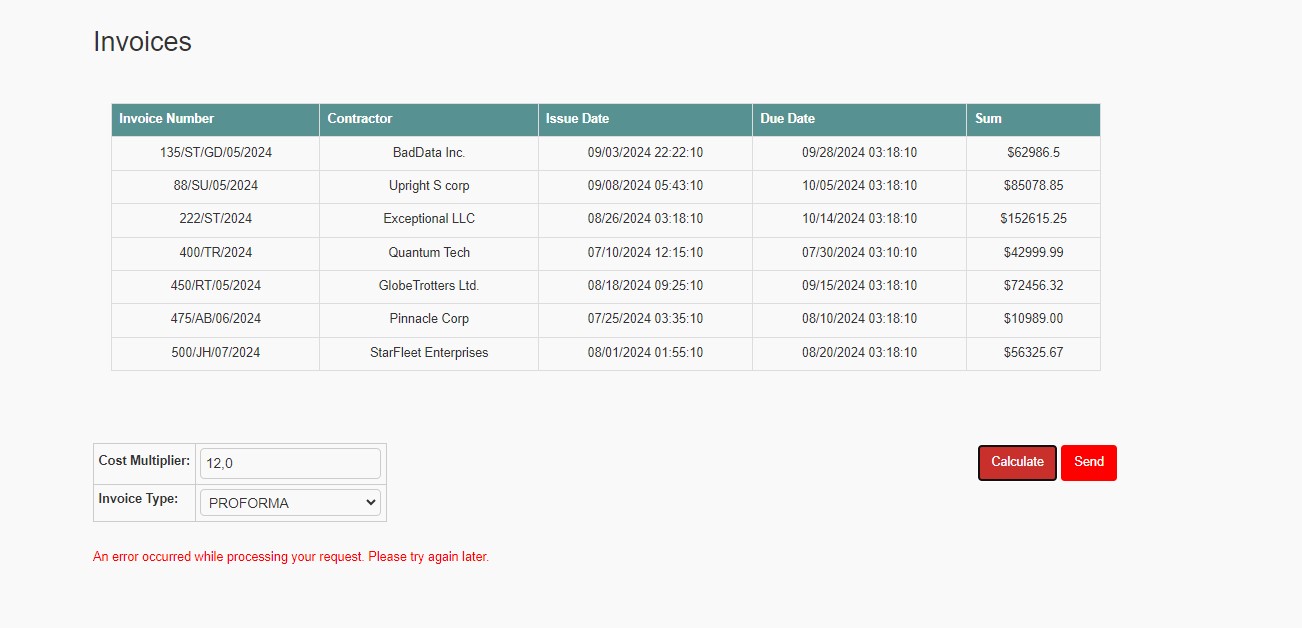 Invoices
Invoice Number Contractor Issue Date Due Date Sum
135/ST/GD/05/2024 BadData Inc. 09/03/2024 22:22:10 09/28/2024 03:18:10 $62986.5
88/SU/05/2024 Upright S corp 09/08/2024 05:43:10 10/05/2024 03:18:10 $85078.85
222/ST/2024 Exceptional LLC 08/26/2024 03:18:10 10/14/2024 03:18:10 $152615.25
400/TR/2024 Quantum Tech 07/10/2024 12:15:10 07/30/2024 03:10:10 $42999.99
450/RT/05/2024 GlobeTrotters Ltd. 08/18/2024 09:25:10 09/15/2024 03:18:10 $72456.32
475/AB/06/2024 Pinnacle Corp 07/25/2024 03:35:10 08/10/2024 03:18:10 $10989.00
500/JH/07/2024 StarFleet Enterprises 08/01/2024 01:55:10 08/20/2024 03:18:10 $56325.67
Cost Multiplier: 12,0 Calculate Send
Invoice Type: PROFORMA
An error occurred while processing your request. Please try again later.